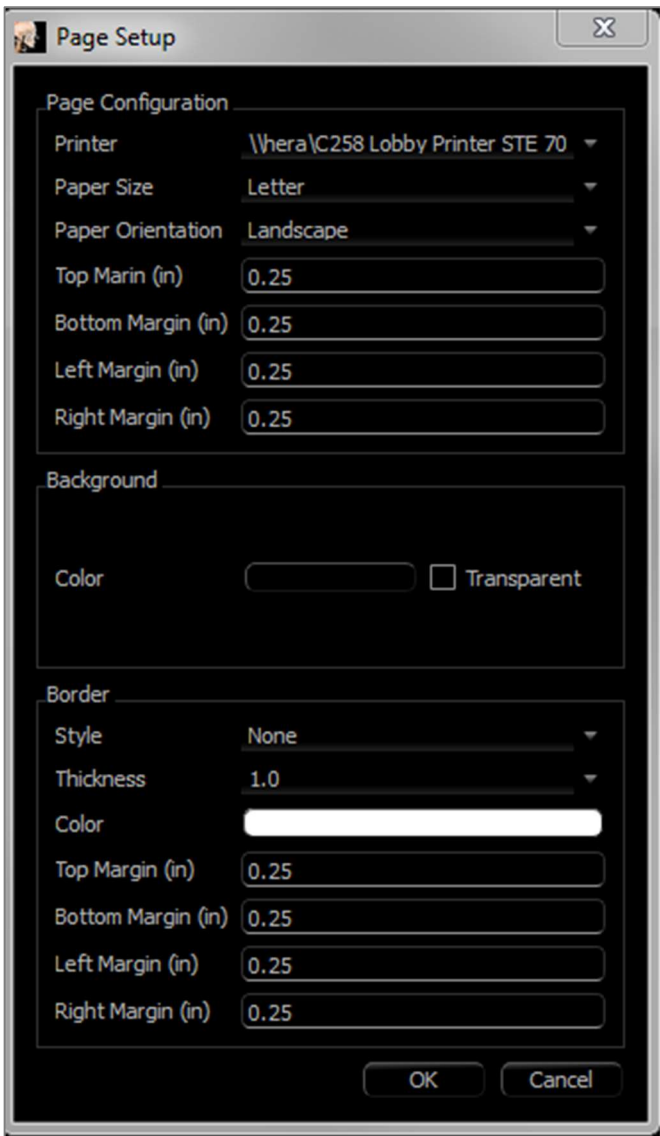 Page Setup
Page Configuration
Printer \\hera\C258 Lobby Printer STE 70
Paper Size Letter
Paper Orientation Landscape
Top Marin (in) 0.25
Bottom Margin (in) 0.25
Left Margin (in) 0.25
Right Margin (in) 0.25
Background
Color Transparent
Border
Style None
Thickness 1.0
Color
Top Margin (in) 0.25
Bottom Margin (in) 0.25
Left Margin (in) 0.25
Right Margin (in) 0.25
OK Cancel